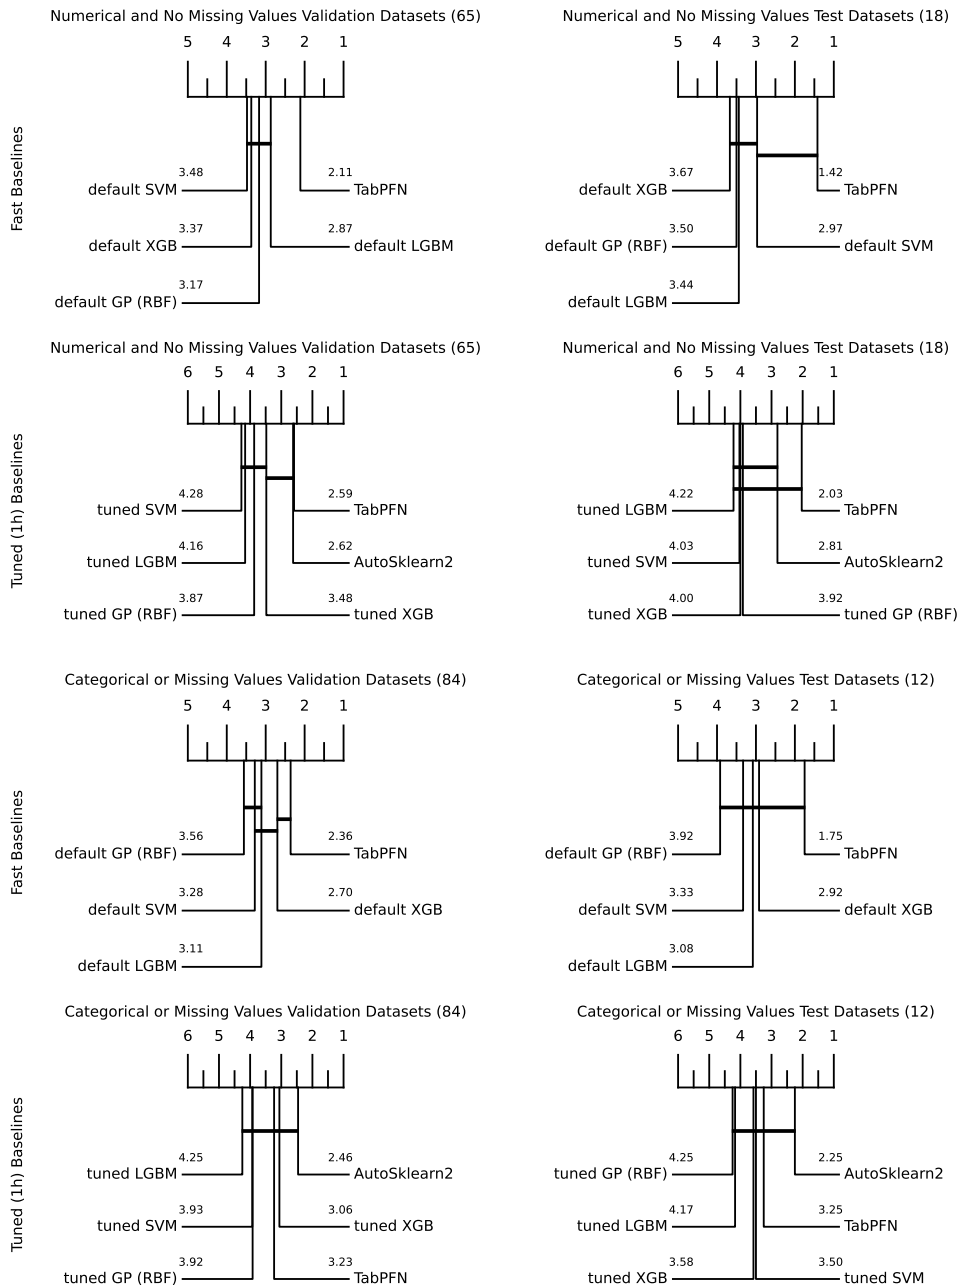 Numerical and No Missing Values Validation Datasets (65)
5 4 3 2 1
Fast Baselines
3.48 2.11
default SVM TabPFN
3.37 2.87
default XGB default LGBM
3.17
default GP (RBF)
Numerical and No Missing Values Test Datasets (18)
5 4 3 2 1
3.67 1.42
default XGB TabPFN
3.50 2.97
default GP (RBF) default SVM
3.44
default LGBM
Numerical and No Missing Values Validation Datasets (65)
6 5 4 3 2 1
Tuned (1h) Baselines
4.28 2.59
tuned SVM TabPFN
4.16 2.62
tuned LGBM AutoSklearn2
3.87 3.48
tuned GP (RBF) tuned XGB
Numerical and No Missing Values Test Datasets (18)
6 5 4 3 2 1
4.22 2.03
tuned LGBM TabPFN
4.03 2.81
tuned SVM AutoSklearn2
4.00 3.92
tuned XGB tuned GP (RBF)
Categorical or Missing Values Validation Datasets (84)
5 4 3 2 1
Fast Baselines
3.56 2.36
default GP (RBF) TabPFN
3.28 2.70
default SVM default XGB
3.11
default LGBM
Categorical or Missing Values Test Datasets (12)
5 4 3 2 1
3.92 1.75
default GP (RBF) TabPFN
3.33 2.92
default SVM default XGB
3.08
default LGBM
Categorical or Missing Values Validation Datasets (84)
6 5 4 3 2 1
Tuned (1h) Baselines
4.25 2.46
tuned LGBM AutoSklearn2
3.93 3.06
tuned SVM tuned XGB
3.92 3.23
tuned GP (RBF) TabPFN
Categorical or Missing Values Test Datasets (12)
6 5 4 3 2 1
4.25 2.25
tuned GP (RBF) AutoSklearn2
4.17 3.25
tuned LGBM TabPFN
3.58 3.50
tuned XGB tuned SVM